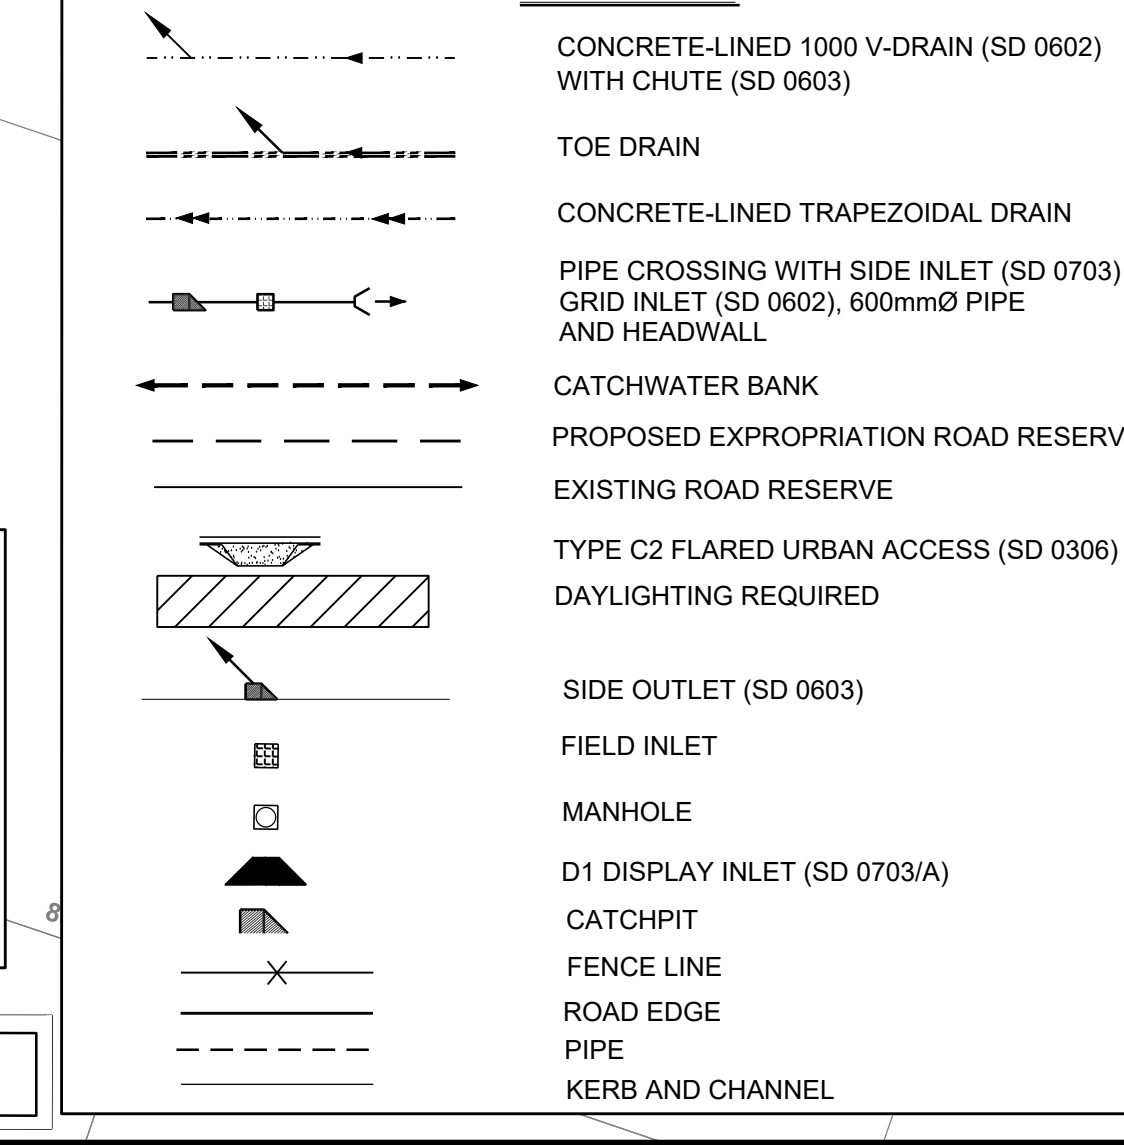 CONCRETE-LINED 1000 V-DRAIN (SD 0602)
WITH CHUTE (SD 0603)
TOE DRAIN
CONCRETE-LINED TRAPEZOIDAL DRAIN
PIPE CROSSING WITH SIDE INLET (SD 0703)
GRID INLET (SD 0602), 600mmØ PIPE
AND HEADWALL
CATCHWATER BANK
PROPOSED EXPROPRIATION ROAD RESERV
EXISTING ROAD RESERVE
TYPE C2 FLARED URBAN ACCESS (SD 0306)
DAYLIGHTING REQUIRED
SIDE OUTLET (SD 0603)
FIELD INLET
MANHOLE
D1 DISPLAY INLET (SD 0703/A)
8
CATCHPIT
FENCE LINE
ROAD EDGE
PIPE
KERB AND CHANNEL